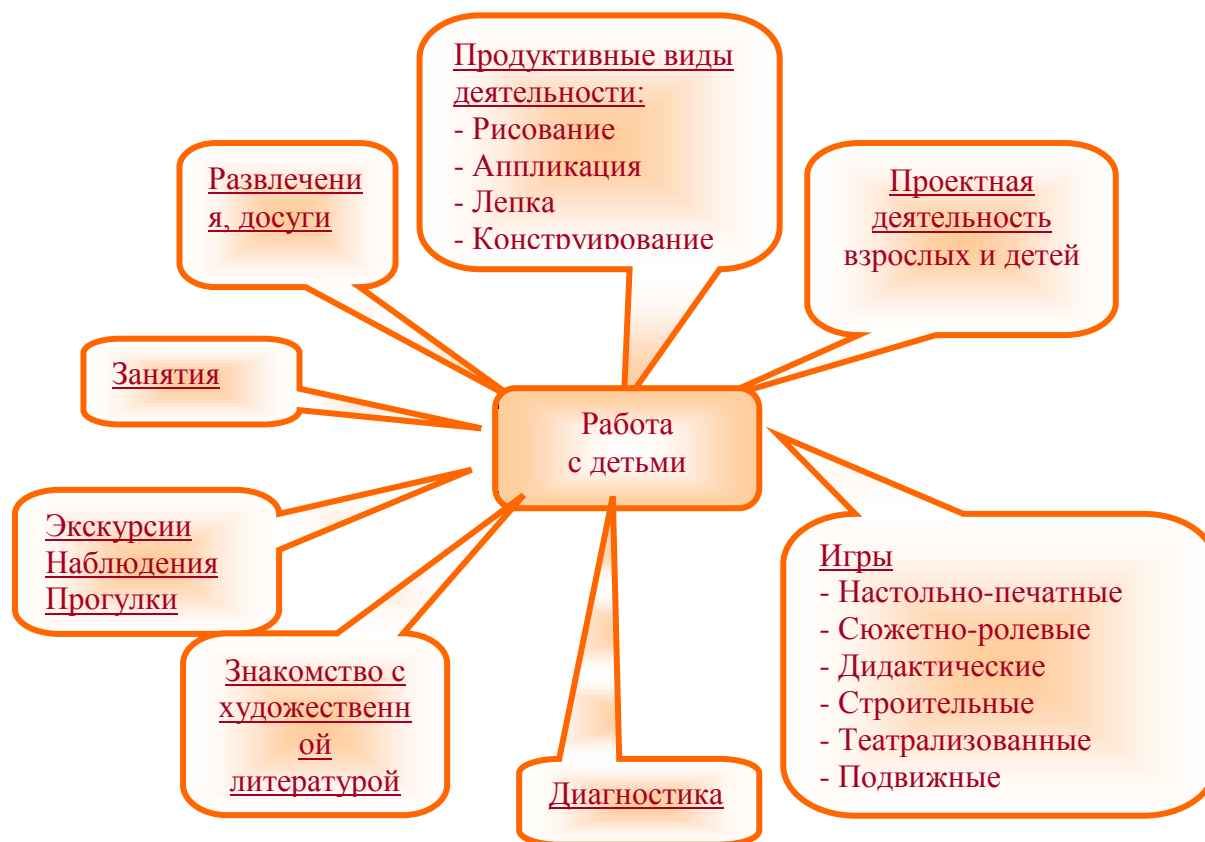 Продуктивные виды
деятельности:
- Рисование
- Аппликация
- Лепка
- Конструирование
Развлечени
я, досуги
Проектная
деятельность
взрослых и детей
Занятия
Работа
с детьми
Экскурсии
Наблюдения
Прогулки
Игры
- Настольно-печатные
- Сюжетно-ролевые
- Дидактические
- Строительные
- Театрализованные
- Подвижные
Знакомство с
художественн
ой
литературой
Диагностика